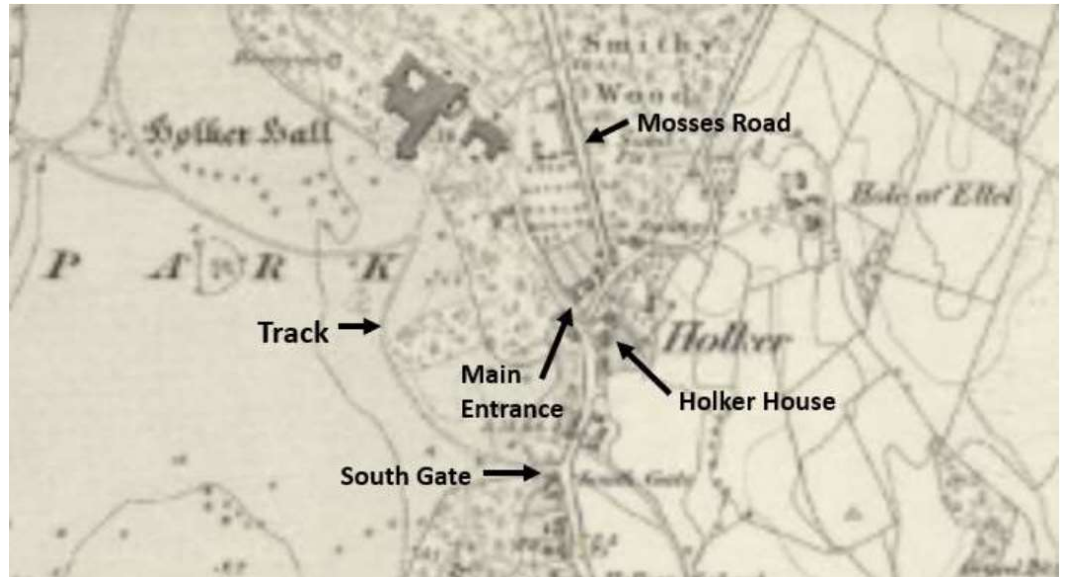 Smithy
Wood
Mosses Road
Holker Hall
Hole of Ellel
P A R K
Track
Holker
Main
Entrance
Holker House
South Gate
South Gate